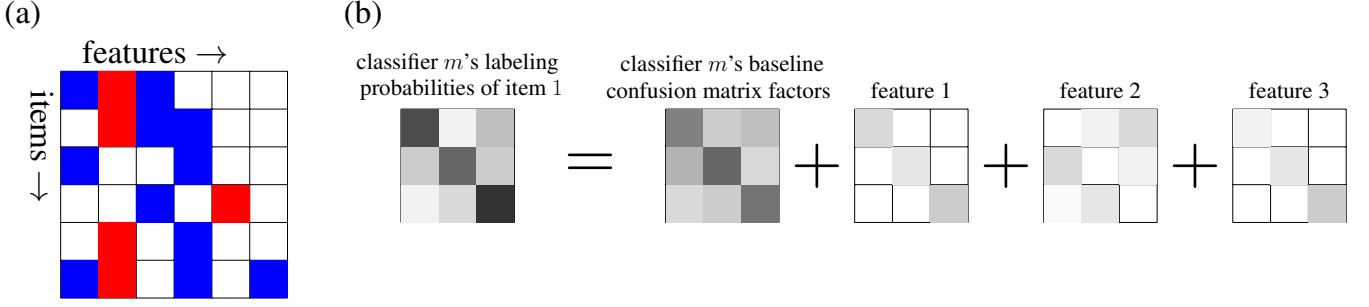 (a)
features →
items →
(b)
classifier m's labeling
probabilities of item 1
=
classifier m's baseline
confusion matrix factors
+
feature 1
+
feature 2
+
feature 3